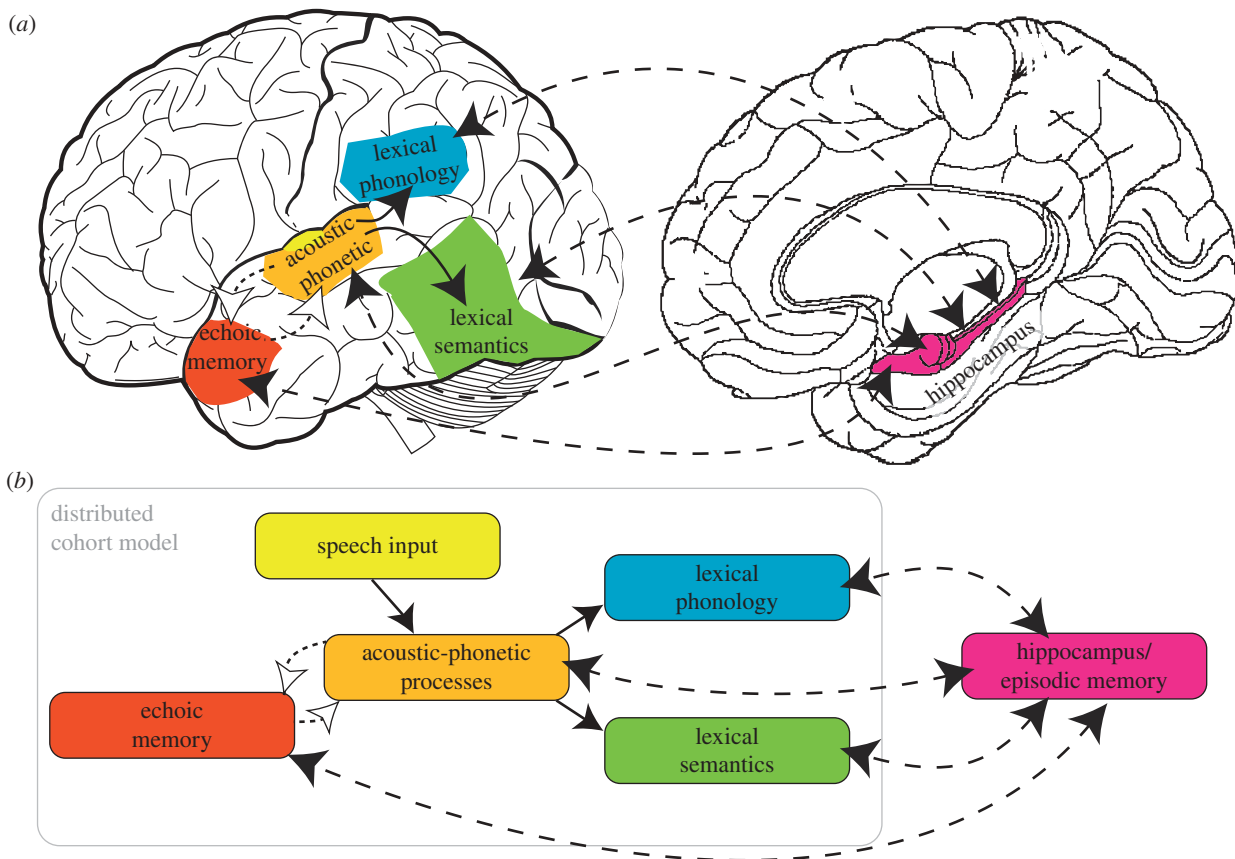 (a)
lexical
phonology
acoustic
phonetic
echoic
memory
lexical
semantics
hippocampus
(b)
distributed
cohort model
speech input
lexical
phonology
acoustic-phonetic
processes
hippocampus/
episodic memory
echoic
memory
lexical
semantics